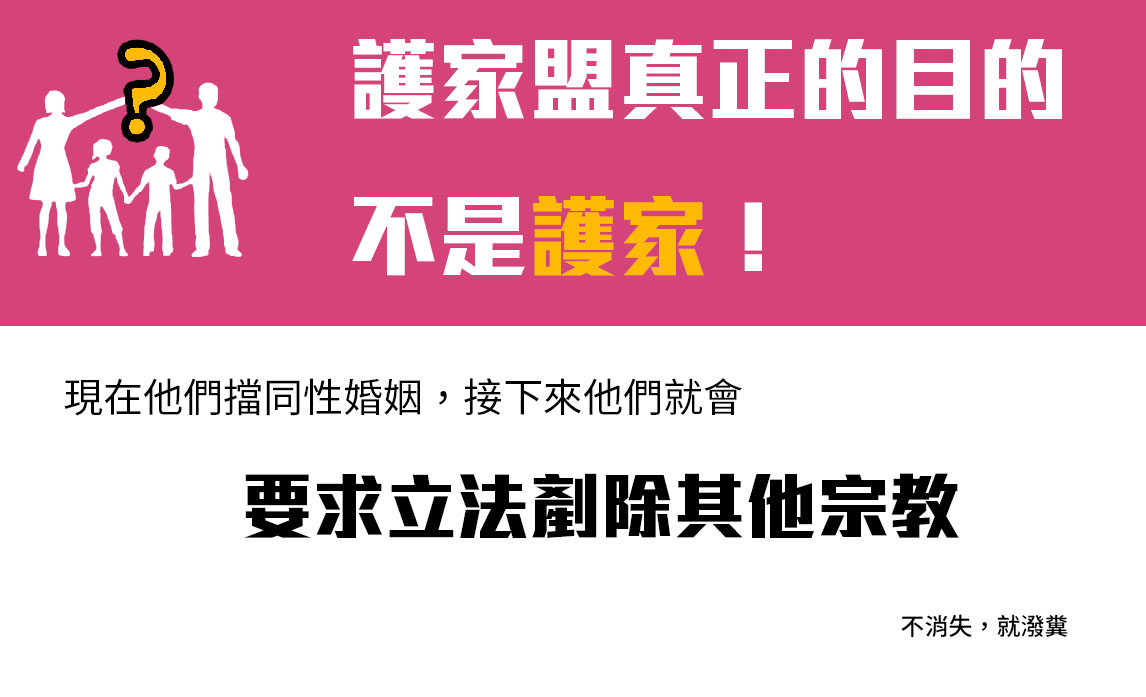 護家盟真正的目的
不是護家！
現在他們擋同性婚姻，接下來他們就會
要求立法剷除其他宗教
不消失，就潑糞